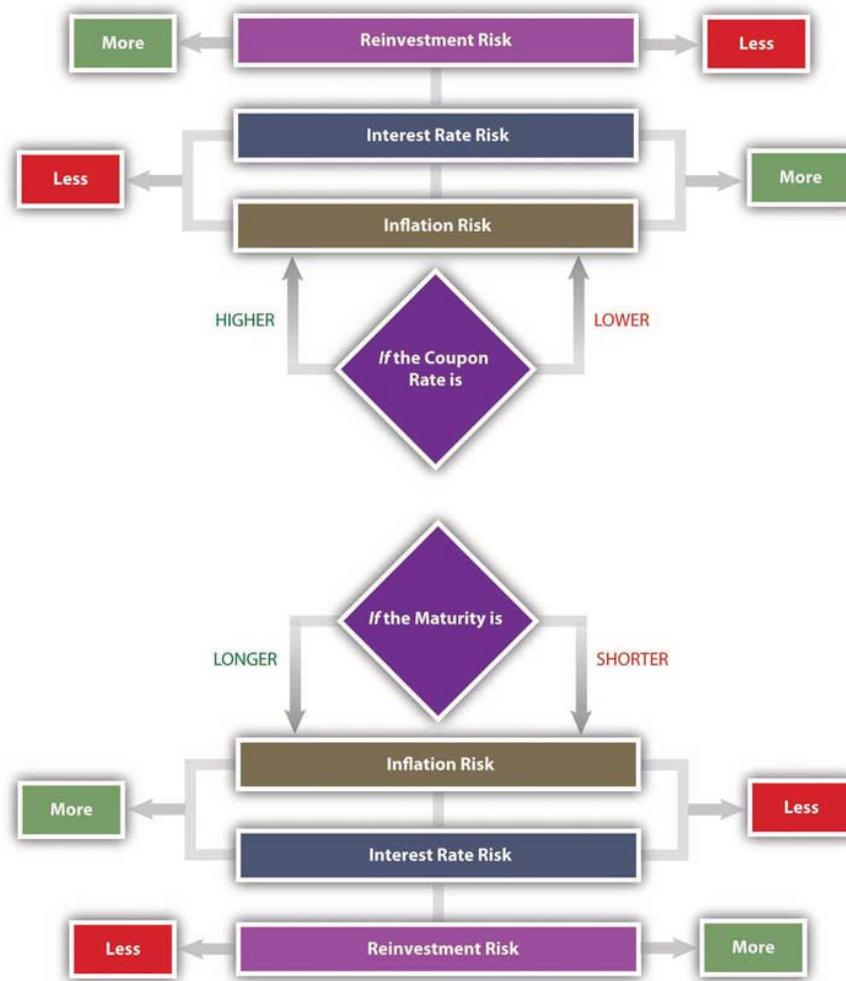 More
Reinvestment Risk
Less
Interest Rate Risk
Less
More
Inflation Risk
HIGHER
LOWER
If the Coupon
Rate is
If the Maturity is
LONGER
SHORTER
Inflation Risk
More
Less
Interest Rate Risk
Less
Reinvestment Risk
More